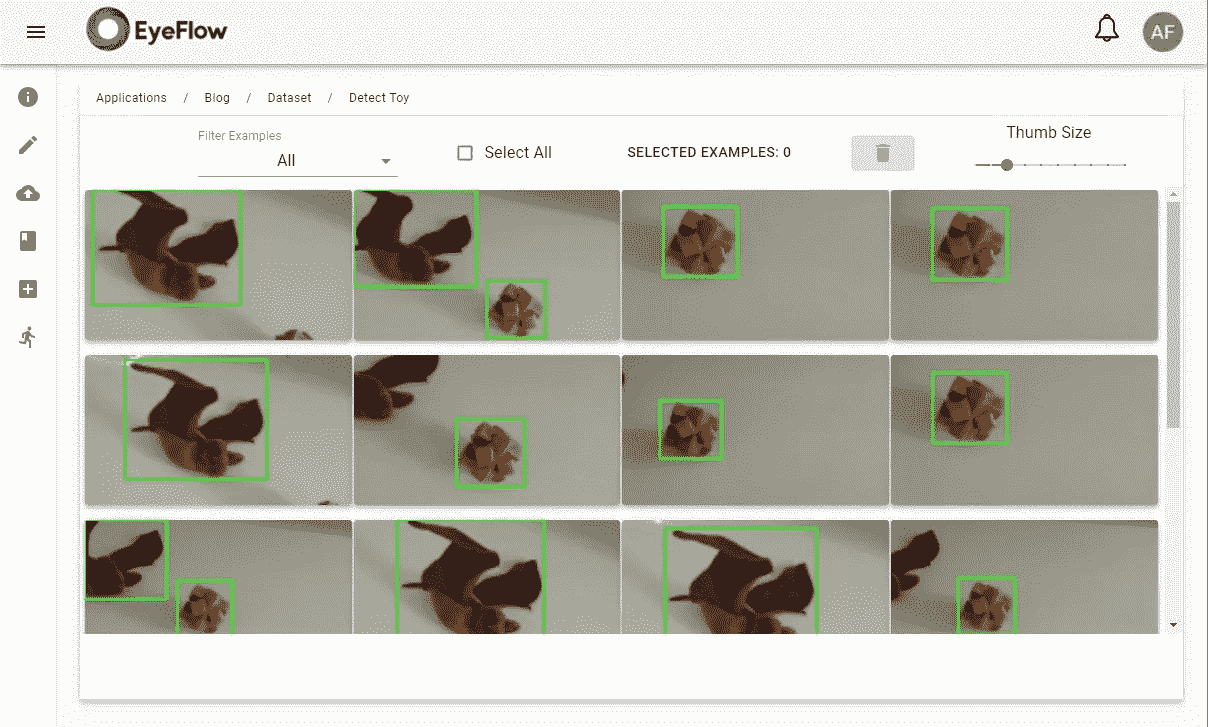 EyeFlow
AF
Applications / Blog / Dataset / Detect Toy
Filter Examples
All
Select All
SELECTED EXAMPLES: 0
Thumb Size